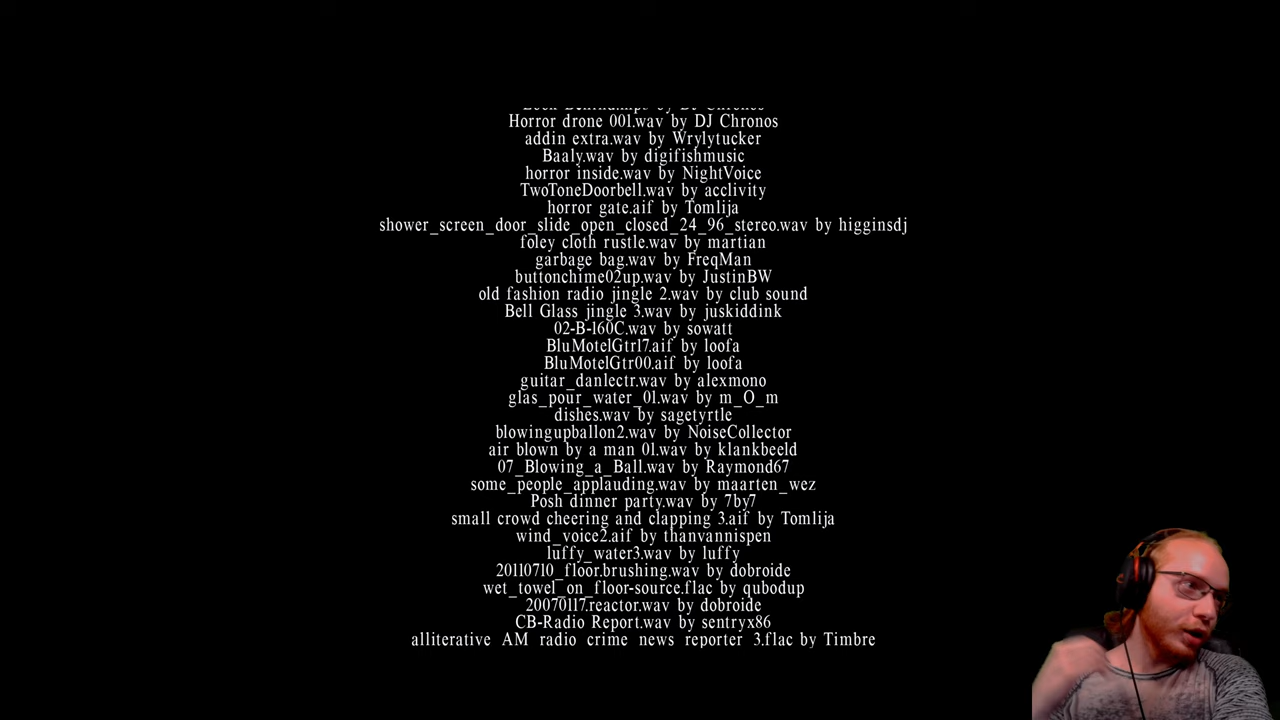 Horror drone 001.wav by DJ Chronos
addin extra.wav by Wrylytucker
Baaly.wav by digifishmusic
horror inside.wav by NightVoice
TwoToneDoorbell.wav by acclivity
horror gate.aif by Tomlija
shower_screen_door_slide_open_closed_24_96_stereo.wav by higginsdj
foley cloth rustle.wav by martian
garbage bag.wav by FreqMan
buttonchime02up.wav by JustinBW
old fashion radio jingle 2.wav by club sound
Bell Glass jingle 3.wav by juskiddink
02-B-160C.wav by sowatt
BluMotelGtr17.aif by loofa
BluMotelGtr00.aif by loofa
guitar_danlectr.wav by alexmono
glas_pour_water_01.wav by m_O_m
dishes.wav by sagetyrtle
blowingupballon2.wav by NoiseCollector
air blown by a man 01.wav by klankbeeld
07_Blowing_a_Ball.wav by Raymond67
some_people_applauding.wav by maarten_wez
Posh dinner party.wav by 7by7
small crowd cheering and clapping 3.aif by Tomlija
wind_voice2.aif by thanvannispen
luffy_water3.wav by luffy
20110710_floor.brushing.wav by dobroide
wet_towel_on_floor-source.flac by qubodup
20070117.reactor.wav by dobroide
CB-Radio Report.wav by sentryx86
alliterative AM radio crime news reporter 3.flac by Timbre